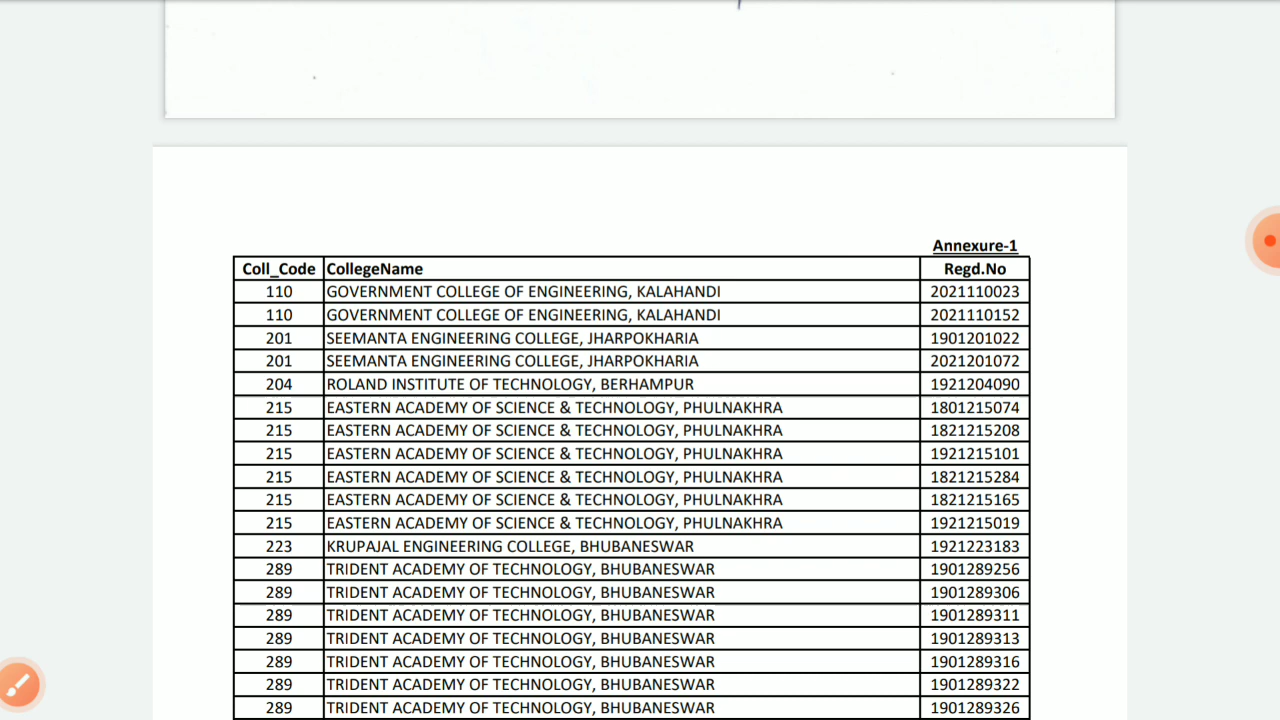 Annexure-1
Coll_Code CollegeName Regd.No
110 GOVERNMENT COLLEGE OF ENGINEERING, KALAHANDI 2021110023
110 GOVERNMENT COLLEGE OF ENGINEERING, KALAHANDI 2021110152
201 SEEMANTA ENGINEERING COLLEGE, JHARPOKHARIA 1901201022
201 SEEMANTA ENGINEERING COLLEGE, JHARPOKHARIA 2021201072
204 ROLAND INSTITUTE OF TECHNOLOGY, BERHAMPUR 1921204090
215 EASTERN ACADEMY OF SCIENCE & TECHNOLOGY, PHULNAKHRA 1801215074
215 EASTERN ACADEMY OF SCIENCE & TECHNOLOGY, PHULNAKHRA 1821215208
215 EASTERN ACADEMY OF SCIENCE & TECHNOLOGY, PHULNAKHRA 1921215101
215 EASTERN ACADEMY OF SCIENCE & TECHNOLOGY, PHULNAKHRA 1821215284
215 EASTERN ACADEMY OF SCIENCE & TECHNOLOGY, PHULNAKHRA 1821215165
215 EASTERN ACADEMY OF SCIENCE & TECHNOLOGY, PHULNAKHRA 1921215019
223 KRUPAJAL ENGINEERING COLLEGE, BHUBANESWAR 1921223183
289 TRIDENT ACADEMY OF TECHNOLOGY, BHUBANESWAR 1901289256
289 TRIDENT ACADEMY OF TECHNOLOGY, BHUBANESWAR 1901289306
289 TRIDENT ACADEMY OF TECHNOLOGY, BHUBANESWAR 1901289311
289 TRIDENT ACADEMY OF TECHNOLOGY, BHUBANESWAR 1901289313
289 TRIDENT ACADEMY OF TECHNOLOGY, BHUBANESWAR 1901289316
289 TRIDENT ACADEMY OF TECHNOLOGY, BHUBANESWAR 1901289322
289 TRIDENT ACADEMY OF TECHNOLOGY, BHUBANESWAR 1901289326